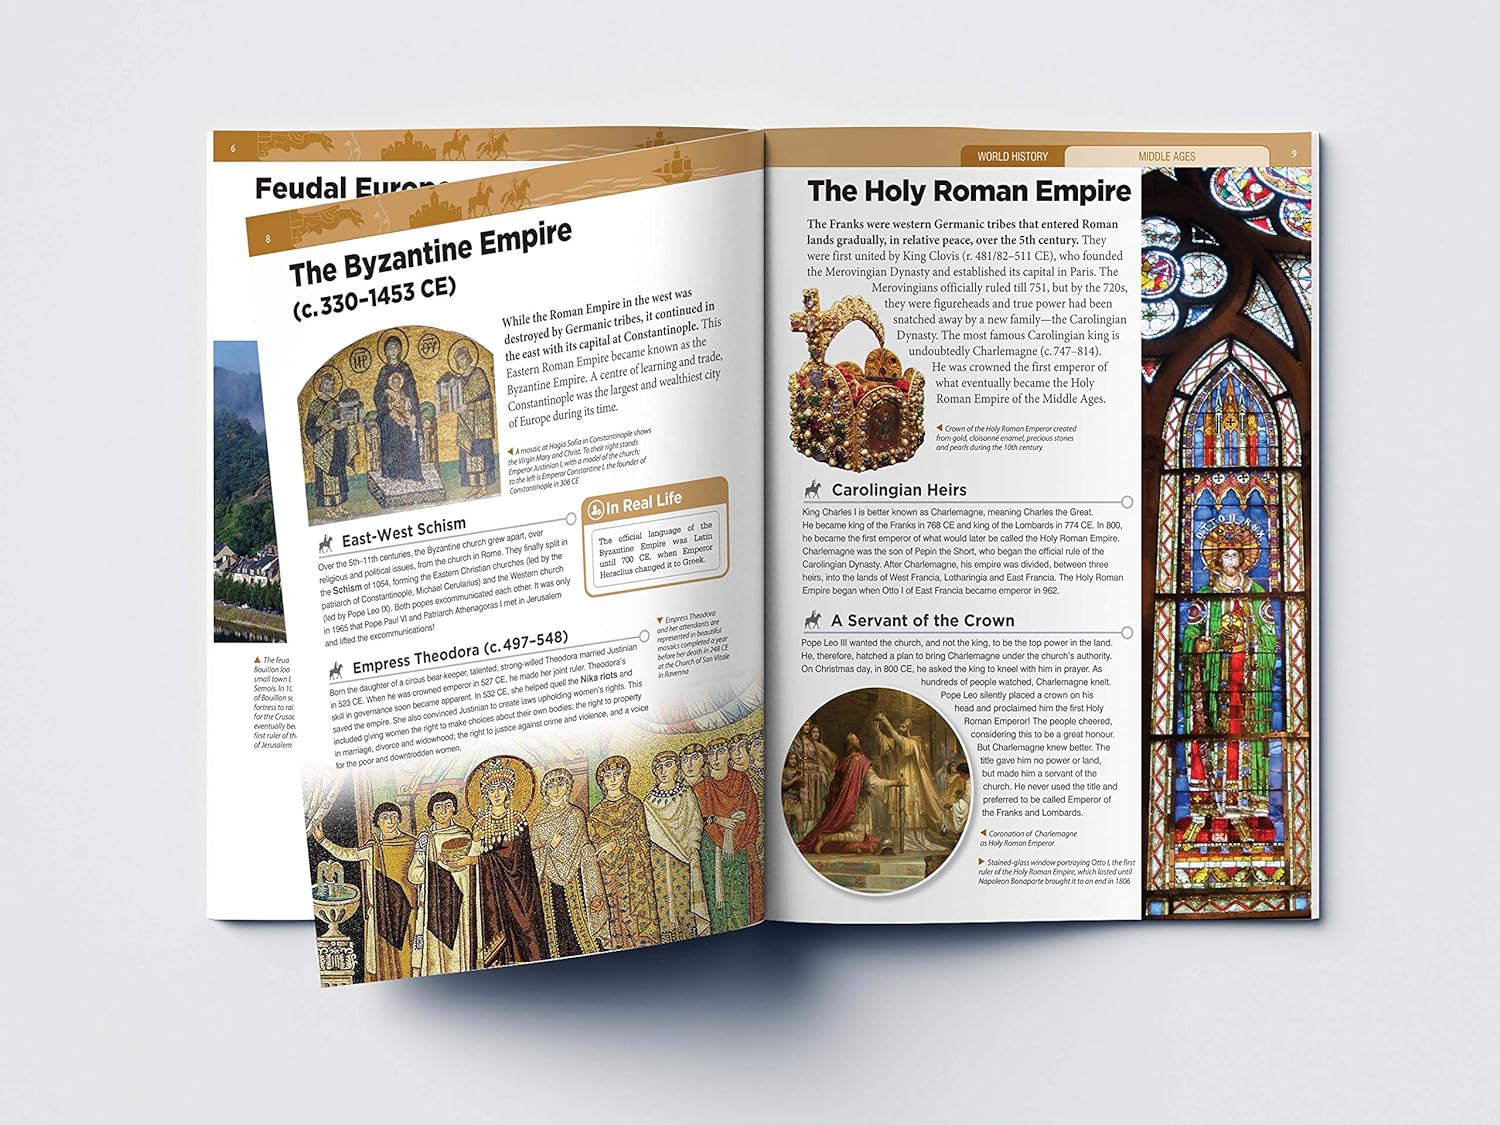 6
Feudal Europe
The feud
Bouillon loo
small town b
Semois. In 10
of Bouillon so
fortress to rai
for the Crusad
eventually bec
first ruler of th
of Jerusalem
8
The Byzantine Empire
(c. 330–1453 CE)
While the Roman Empire in the west was
destroyed by Germanic tribes, it continued in
the east with its capital at Constantinople. This
Eastern Roman Empire became known as the
Byzantine Empire. A centre of learning and trade,
Constantinople was the largest and wealthiest city
of Europe during its time.
A mosaic at Hagia Sofia in Constantinople shows
the Virgin Mary and Christ. To their right stands
Emperor Justinian I, with a model of the church;
to the left is Emperor Constantine I, the founder of
Constantinople in 306 CE
East-West Schism
Over the 5th–11th centuries, the Byzantine church grew apart, over
religious and political issues, from the church in Rome. They finally split in
the Schism of 1054, forming the Eastern Christian churches (led by the
patriarch of Constantinople, Michael Cerularius) and the Western church
(led by Pope Leo IX). Both popes excommunicated each other. It was only
in 1965 that Pope Paul VI and Patriarch Athenagoras I met in Jerusalem
and lifted the excommunications!
In Real Life
The official language of the
Byzantine Empire was Latin
until 700 CE, when Emperor
Heraclius changed it to Greek.
Empress Theodora (c. 497–548)
Born the daughter of a circus bear-keeper, talented, strong-willed Theodora married Justinian
in 523 CE. When he was crowned emperor in 527 CE, he made her joint ruler. Theodora's
skill in governance soon became apparent. In 532 CE, she helped quell the Nika riots and
saved the empire. She also convinced Justinian to create laws upholding women's rights. This
included giving women the right to make choices about their own bodies; the right to property
in marriage, divorce and widowhood; the right to justice against crime and violence, and a voice
for the poor and downtrodden women.
Empress Theodora
and her attendants are
represented in beautiful
mosaics completed a year
before her death in 248 CE
at the Church of San Vitale
in Ravenna
WORLD HISTORY
MIDDLE AGES
9
The Holy Roman Empire
The Franks were western Germanic tribes that entered Roman
lands gradually, in relative peace, over the 5th century. They
were first united by King Clovis (r. 481/82–511 CE), who founded
the Merovingian Dynasty and established its capital in Paris. The
Merovingians officially ruled till 751, but by the 720s,
they were figureheads and true power had been
snatched away by a new family—the Carolingian
Dynasty. The most famous Carolingian king is
undoubtedly Charlemagne (c. 747–814).
He was crowned the first emperor of
what eventually became the Holy
Roman Empire of the Middle Ages.
Crown of the Holy Roman Emperor created
from gold, cloisonné enamel, precious stones
and pearls during the 10th century
Carolingian Heirs
King Charles I is better known as Charlemagne, meaning Charles the Great.
He became king of the Franks in 768 CE and king of the Lombards in 774 CE. In 800,
he became the first emperor of what would later be called the Holy Roman Empire.
Charlemagne was the son of Pepin the Short, who began the official rule of the
Carolingian Dynasty. After Charlemagne, his empire was divided, between three
heirs, into the lands of West Francia, Lotharingia and East Francia. The Holy Roman
Empire began when Otto I of East Francia became emperor in 962.
A Servant of the Crown
Pope Leo III wanted the church, and not the king, to be the top power in the land.
He, therefore, hatched a plan to bring Charlemagne under the church's authority.
On Christmas day, in 800 CE, he asked the king to kneel with him in prayer. As
hundreds of people watched, Charlemagne knelt.
Pope Leo silently placed a crown on his
head and proclaimed him the first Holy
Roman Emperor! The people cheered,
considering this to be a great honour.
But Charlemagne knew better. The
title gave him no power or land,
but made him a servant of the
church. He never used the title and
preferred to be called Emperor of
the Franks and Lombards.
Coronation of Charlemagne
as Holy Roman Emperor
Stained-glass window portraying Otto I, the first
ruler of the Holy Roman Empire, which lasted until
Napoleon Bonaparte brought it to an end in 1806